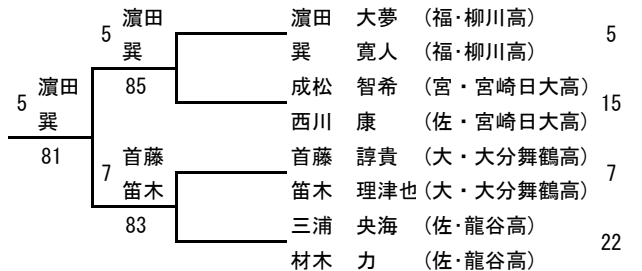 濵田 濵田 大夢 (福･柳川高)
5 5
巽 巽 寛人 (福･柳川高)
濵田 85 成松 智希 (宮・宮崎日大高)
5 15
巽 西川 康 (佐・宮崎日大高)
81 首藤 首藤 諄貴 (大・大分舞鶴高)
7 7
笛木 笛木 理津也 (大・大分舞鶴高)
83 三浦 央海 (佐･龍谷高)
22
材木 力 (佐･龍谷高)